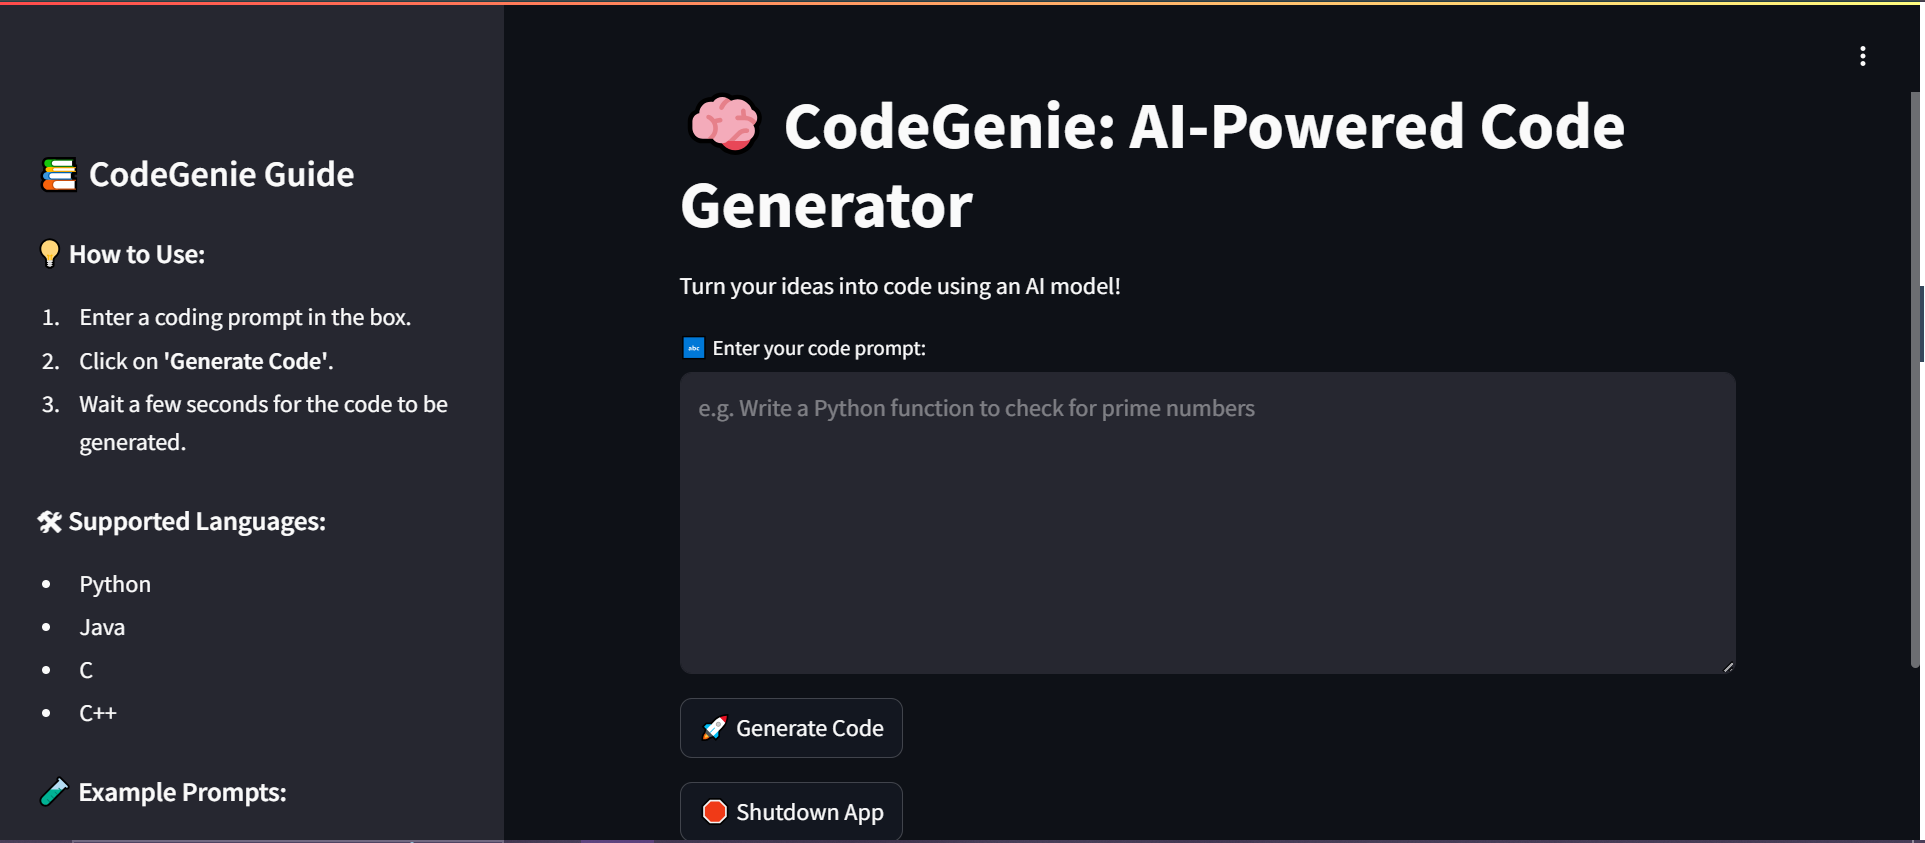 📚 CodeGenie Guide
💡 How to Use:
1. Enter a coding prompt in the box.
2. Click on 'Generate Code'.
3. Wait a few seconds for the code to be
generated.
🛠 Supported Languages:
• Python
• Java
• C
• C++
🧪 Example Prompts:
🧠 CodeGenie: AI-Powered Code
Generator
Turn your ideas into code using an AI model!
abc Enter your code prompt:
e.g. Write a Python function to check for prime numbers
🚀 Generate Code
🛑 Shutdown App